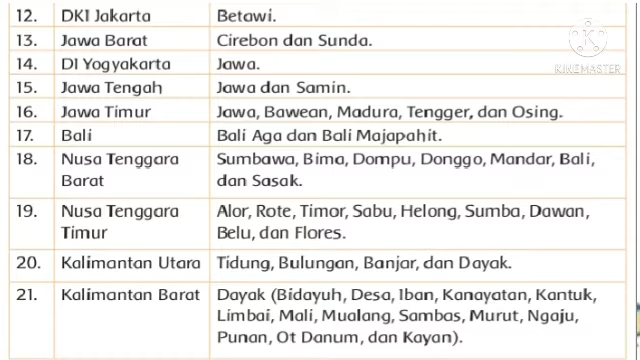 12. DKI Jakarta Betawi.
13. Jawa Barat Cirebon dan Sunda.
14. DI Yogyakarta Jawa.
KINEMASTER
15. Jawa Tengah Jawa dan Samin.
16. Jawa Timur Jawa, Bawean, Madura, Tengger, dan Osing.
17. Bali Bali Aga dan Bali Majapahit.
18. Nusa Tenggara Sumbawa, Bima, Dompu, Donggo, Mandar, Bali,
Barat dan Sasak.
19. Nusa Tenggara Alor, Rote, Timor, Sabu, Helong, Sumba, Dawan,
Timur Belu, dan Flores.
20. Kalimantan Utara Tidung, Bulungan, Banjar, dan Dayak.
21. Kalimantan Barat Dayak (Bidayuh, Desa, Iban, Kanayatan, Kantuk,
Limbai, Mali, Mualang, Sambas, Murut, Ngaju,
Punan, Ot Danum, dan Kayan).